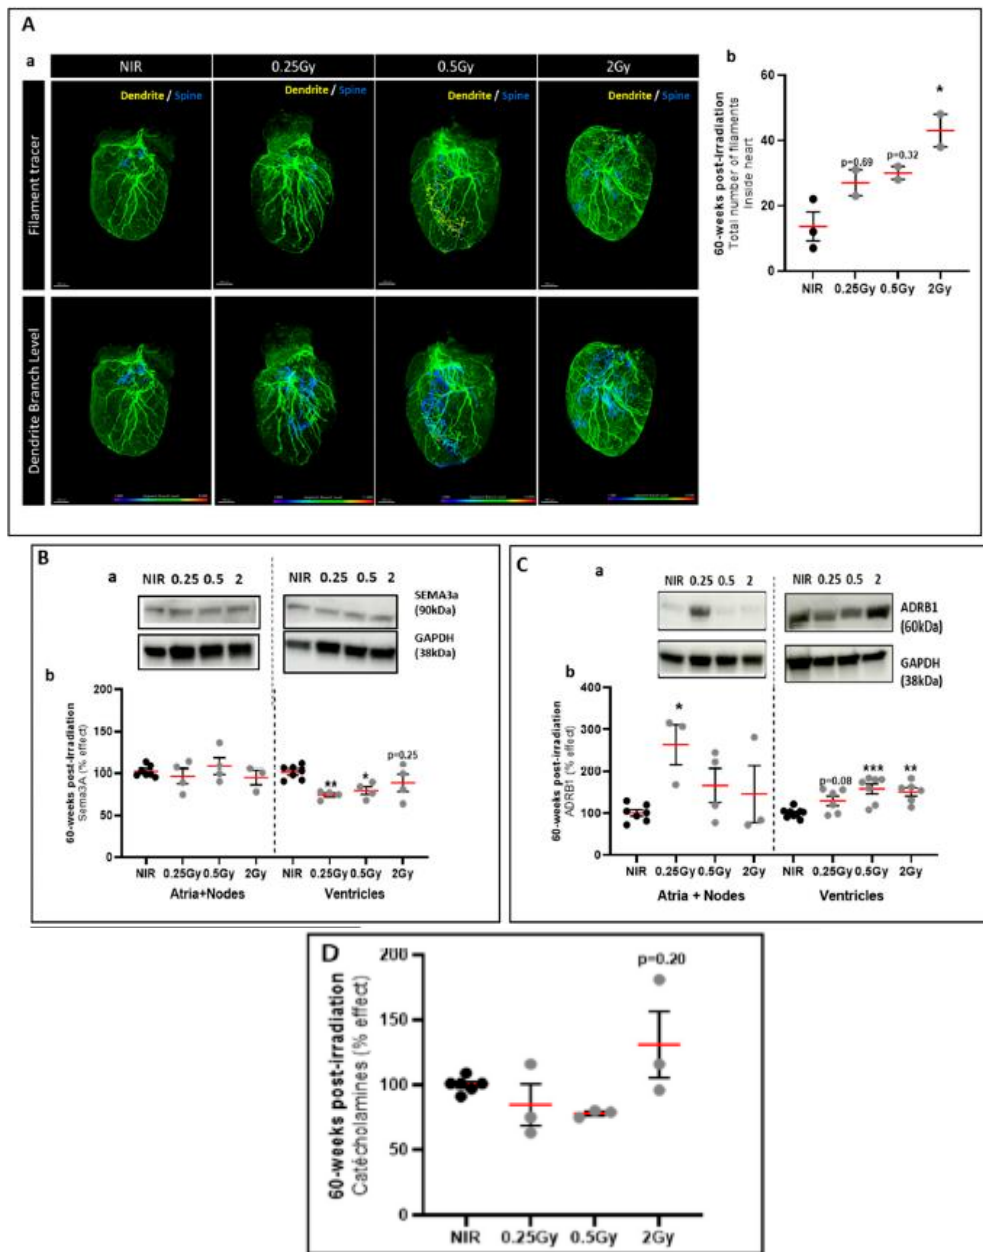 A
a
NIR 0.25Gy 0.5Gy 2Gy
Dendrite / Spine Dendrite / Spine Dendrite / Spine Dendrite / Spine
Filament tracer
Dendrite Branch Level
b
60-weeks post-irradiation
Total number of filaments
Inside heart
60
40
20
0
p=0.69 p=0.32 *
NIR 0.25Gy 0.5Gy 2Gy
B
a
NIR 0.25 0.5 2 NIR 0.25 0.5 2
SEMA3a
(90kDa)
GAPDH
(38kDa)
b
60-weeks post-irradiation
Sema3A (% effect)
200
150
100
50
0
** * p=0.25
NIR 0.25Gy 0.5Gy 2Gy NIR 0.25Gy 0.5Gy 2Gy
Atria+Nodes Ventricles
C
a
NIR 0.25 0.5 2 NIR 0.25 0.5 2
ADRB1
(60kDa)
GAPDH
(38kDa)
b
60-weeks post-irradiation
ADRB1 (% effect)
400
300
200
100
0
* p=0.08 *** **
NIR 0.25Gy 0.5Gy 2Gy NIR 0.25Gy 0.5Gy 2Gy
Atria + Nodes Ventricles
D
60-weeks post-irradiation
Catécholamines (% effect)
200
150
100
50
0
p=0.20
NIR 0.25Gy 0.5Gy 2Gy